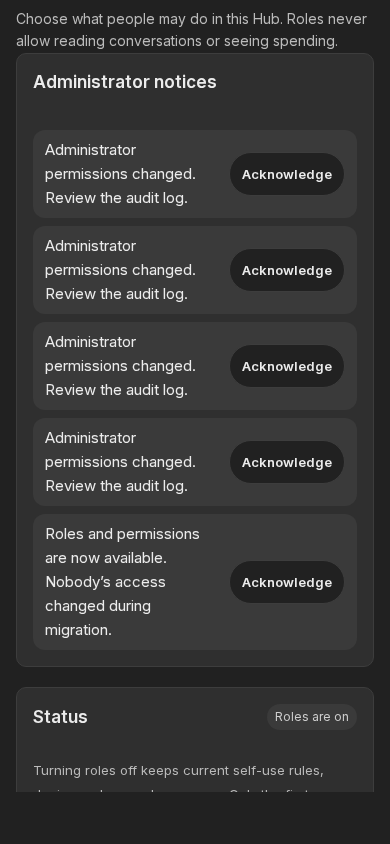 Choose what people may do in this Hub. Roles never
allow reading conversations or seeing spending.
Administrator notices
Administrator
permissions changed.
Review the audit log.
Acknowledge
Administrator
permissions changed.
Review the audit log.
Acknowledge
Administrator
permissions changed.
Review the audit log.
Acknowledge
Administrator
permissions changed.
Review the audit log.
Acknowledge
Roles and permissions
are now available.
Nobody’s access
changed during
migration.
Acknowledge
Status
Roles are on
Turning roles off keeps current self-use rules,